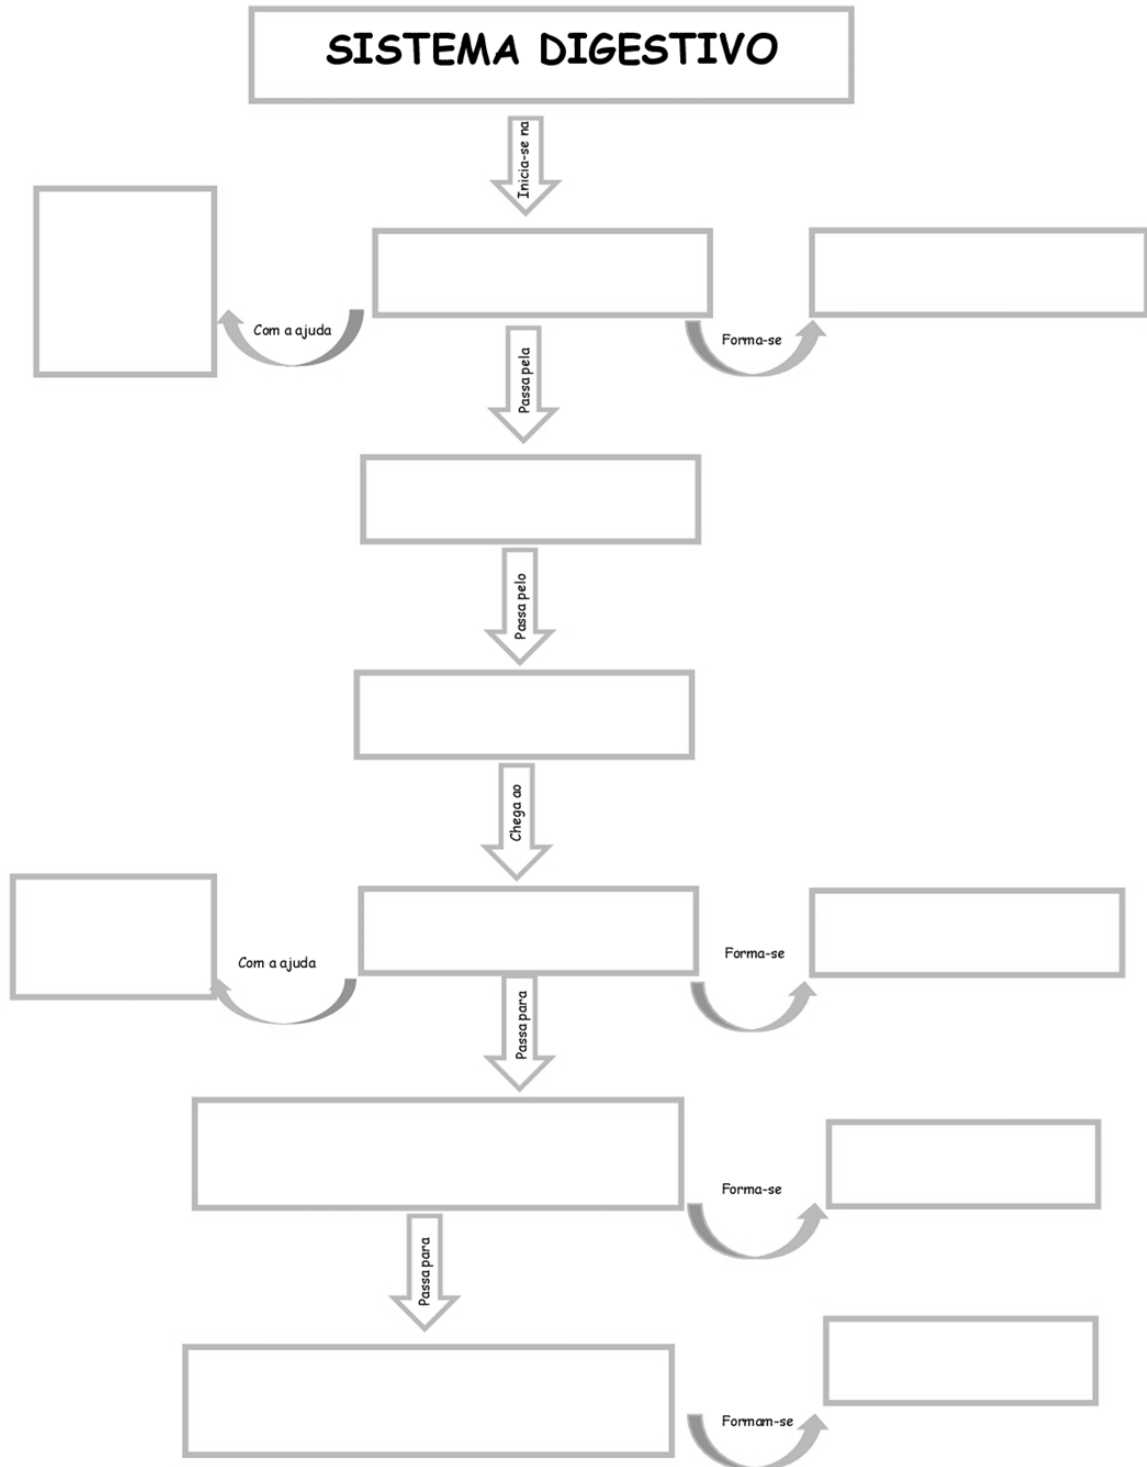 SISTEMA DIGESTIVO
Inicia-se na
Com a ajuda
Forma-se
Passa pela
Passa pelo
Chega ao
Com a ajuda
Forma-se
Passa para
Forma-se
Passa para
Formam-se